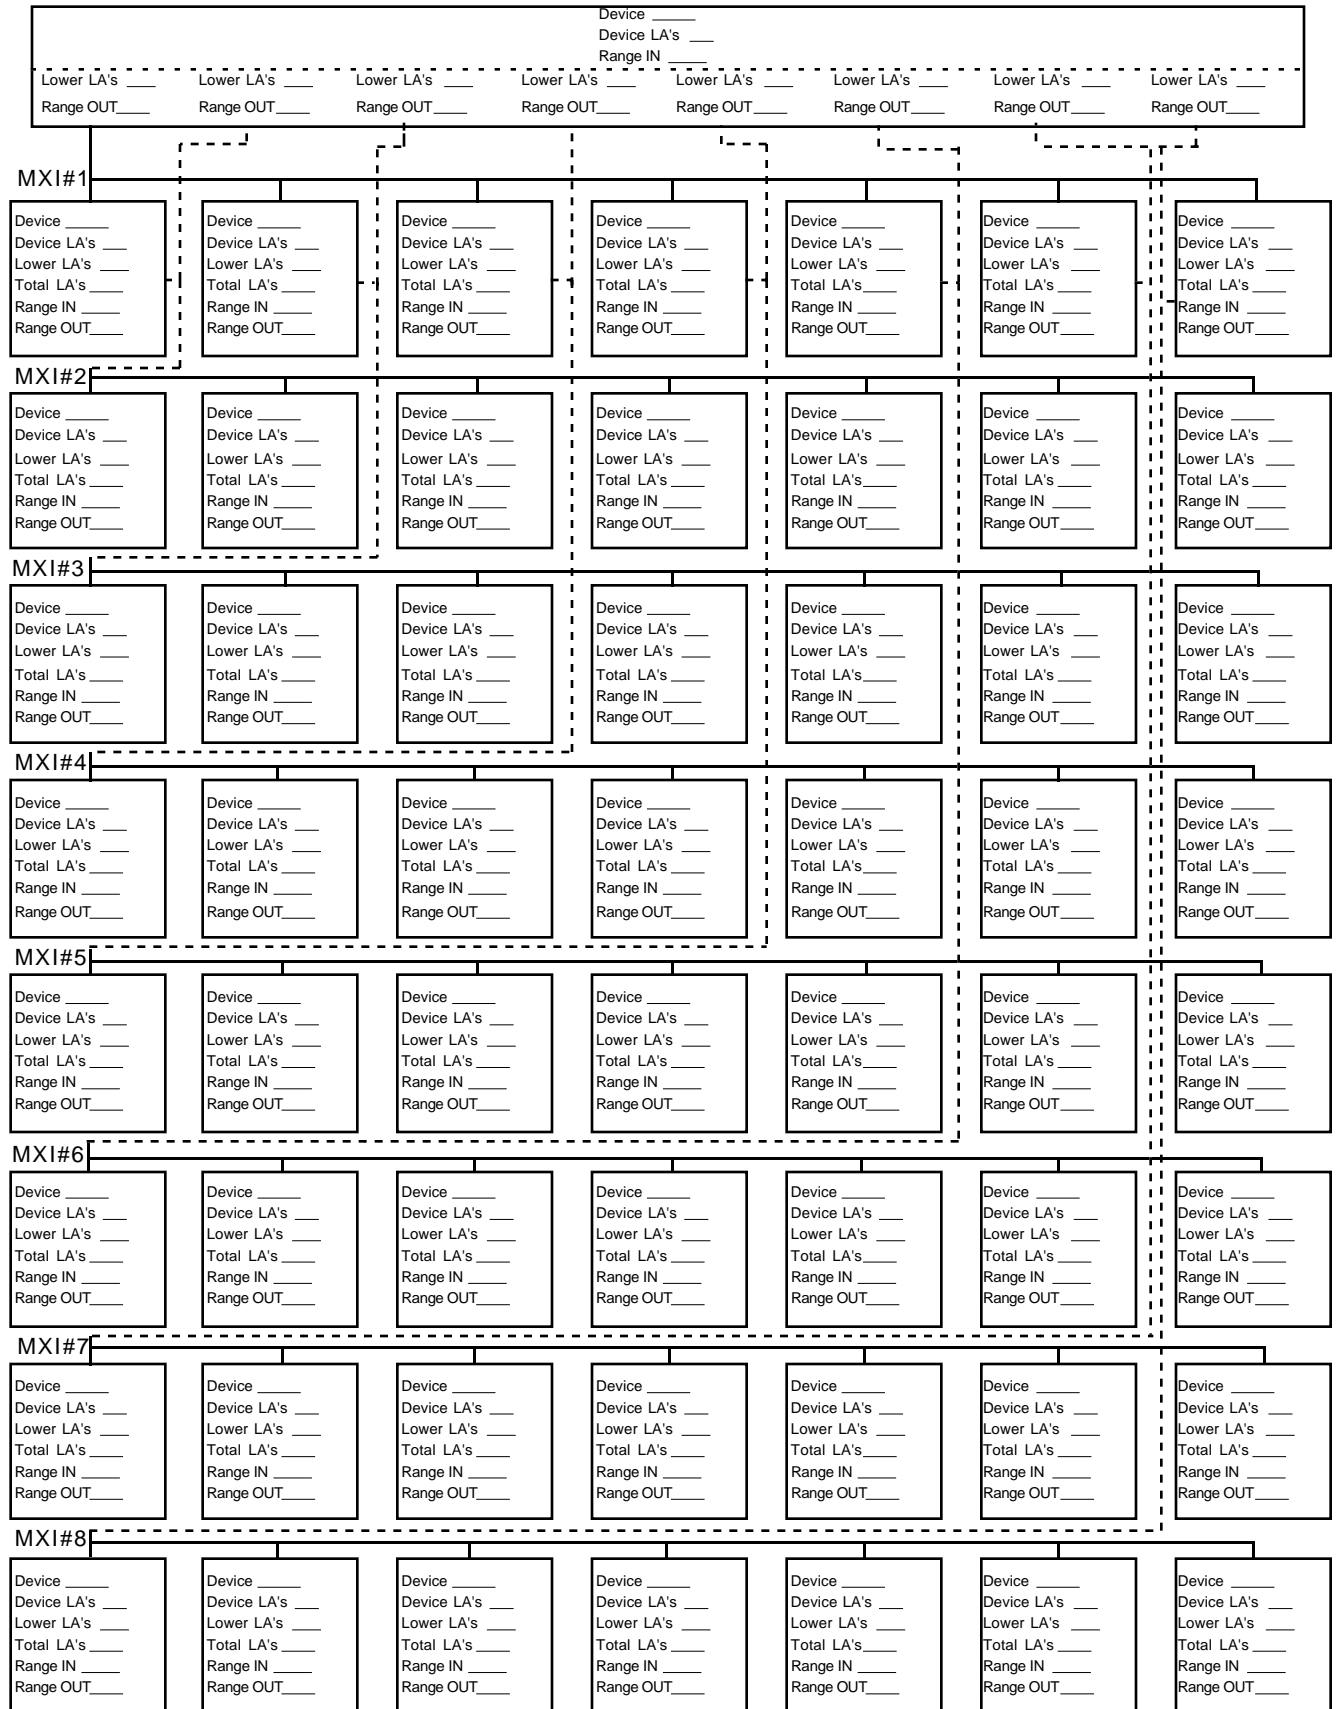 Device _____
Device LA's ___
Range IN _____
Lower LA's ___ Lower LA's ___ Lower LA's ___ Lower LA's ___ Lower LA's ___ Lower LA's ___ Lower LA's ___ Lower LA's ___
Range OUT____ Range OUT____ Range OUT____ Range OUT____ Range OUT____ Range OUT____ Range OUT____ Range OUT____
MXI#1
Device _____ Device _____ Device _____ Device _____ Device _____ Device _____ Device _____
Device LA's ___ Device LA's ___ Device LA's ___ Device LA's ___ Device LA's ___ Device LA's ___ Device LA's ___
Lower LA's ___ Lower LA's ___ Lower LA's ___ Lower LA's ___ Lower LA's ___ Lower LA's ___ Lower LA's ___
Total LA's ____ Total LA's ____ Total LA's ____ Total LA's ____ Total LA's ____ Total LA's ____ Total LA's ____
Range IN _____ Range IN _____ Range IN _____ Range IN _____ Range IN _____ Range IN _____ Range IN _____
Range OUT____ Range OUT____ Range OUT____ Range OUT____ Range OUT____ Range OUT____ Range OUT____
MXI#2
Device _____ Device _____ Device _____ Device _____ Device _____ Device _____ Device _____
Device LA's ___ Device LA's ___ Device LA's ___ Device LA's ___ Device LA's ___ Device LA's ___ Device LA's ___
Lower LA's ___ Lower LA's ___ Lower LA's ___ Lower LA's ___ Lower LA's ___ Lower LA's ___ Lower LA's ___
Total LA's ____ Total LA's ____ Total LA's ____ Total LA's ____ Total LA's ____ Total LA's ____ Total LA's ____
Range IN _____ Range IN _____ Range IN _____ Range IN _____ Range IN _____ Range IN _____ Range IN _____
Range OUT____ Range OUT____ Range OUT____ Range OUT____ Range OUT____ Range OUT____ Range OUT____
MXI#3
Device _____ Device _____ Device _____ Device _____ Device _____ Device _____ Device _____
Device LA's ___ Device LA's ___ Device LA's ___ Device LA's ___ Device LA's ___ Device LA's ___ Device LA's ___
Lower LA's ___ Lower LA's ___ Lower LA's ___ Lower LA's ___ Lower LA's ___ Lower LA's ___ Lower LA's ___
Total LA's ____ Total LA's ____ Total LA's ____ Total LA's ____ Total LA's ____ Total LA's ____ Total LA's ____
Range IN _____ Range IN _____ Range IN _____ Range IN _____ Range IN _____ Range IN _____ Range IN _____
Range OUT____ Range OUT____ Range OUT____ Range OUT____ Range OUT____ Range OUT____ Range OUT____
MXI#4
Device _____ Device _____ Device _____ Device _____ Device _____ Device _____ Device _____
Device LA's ___ Device LA's ___ Device LA's ___ Device LA's ___ Device LA's ___ Device LA's ___ Device LA's ___
Lower LA's ___ Lower LA's ___ Lower LA's ___ Lower LA's ___ Lower LA's ___ Lower LA's ___ Lower LA's ___
Total LA's ____ Total LA's ____ Total LA's ____ Total LA's ____ Total LA's ____ Total LA's ____ Total LA's ____
Range IN _____ Range IN _____ Range IN _____ Range IN _____ Range IN _____ Range IN _____ Range IN _____
Range OUT____ Range OUT____ Range OUT____ Range OUT____ Range OUT____ Range OUT____ Range OUT____
MXI#5
Device _____ Device _____ Device _____ Device _____ Device _____ Device _____ Device _____
Device LA's ___ Device LA's ___ Device LA's ___ Device LA's ___ Device LA's ___ Device LA's ___ Device LA's ___
Lower LA's ___ Lower LA's ___ Lower LA's ___ Lower LA's ___ Lower LA's ___ Lower LA's ___ Lower LA's ___
Total LA's ____ Total LA's ____ Total LA's ____ Total LA's ____ Total LA's ____ Total LA's ____ Total LA's ____
Range IN _____ Range IN _____ Range IN _____ Range IN _____ Range IN _____ Range IN _____ Range IN _____
Range OUT____ Range OUT____ Range OUT____ Range OUT____ Range OUT____ Range OUT____ Range OUT____
MXI#6
Device _____ Device _____ Device _____ Device _____ Device _____ Device _____ Device _____
Device LA's ___ Device LA's ___ Device LA's ___ Device LA's ___ Device LA's ___ Device LA's ___ Device LA's ___
Lower LA's ___ Lower LA's ___ Lower LA's ___ Lower LA's ___ Lower LA's ___ Lower LA's ___ Lower LA's ___
Total LA's ____ Total LA's ____ Total LA's ____ Total LA's ____ Total LA's ____ Total LA's ____ Total LA's ____
Range IN _____ Range IN _____ Range IN _____ Range IN _____ Range IN _____ Range IN _____ Range IN _____
Range OUT____ Range OUT____ Range OUT____ Range OUT____ Range OUT____ Range OUT____ Range OUT____
MXI#7
Device _____ Device _____ Device _____ Device _____ Device _____ Device _____ Device _____
Device LA's ___ Device LA's ___ Device LA's ___ Device LA's ___ Device LA's ___ Device LA's ___ Device LA's ___
Lower LA's ___ Lower LA's ___ Lower LA's ___ Lower LA's ___ Lower LA's ___ Lower LA's ___ Lower LA's ___
Total LA's ____ Total LA's ____ Total LA's ____ Total LA's ____ Total LA's ____ Total LA's ____ Total LA's ____
Range IN _____ Range IN _____ Range IN _____ Range IN _____ Range IN _____ Range IN _____ Range IN _____
Range OUT____ Range OUT____ Range OUT____ Range OUT____ Range OUT____ Range OUT____ Range OUT____
MXI#8
Device _____ Device _____ Device _____ Device _____ Device _____ Device _____ Device _____
Device LA's ___ Device LA's ___ Device LA's ___ Device LA's ___ Device LA's ___ Device LA's ___ Device LA's ___
Lower LA's ___ Lower LA's ___ Lower LA's ___ Lower LA's ___ Lower LA's ___ Lower LA's ___ Lower LA's ___
Total LA's ____ Total LA's ____ Total LA's ____ Total LA's ____ Total LA's ____ Total LA's ____ Total LA's ____
Range IN _____ Range IN _____ Range IN _____ Range IN _____ Range IN _____ Range IN _____ Range IN _____
Range OUT____ Range OUT____ Range OUT____ Range OUT____ Range OUT____ Range OUT____ Range OUT____